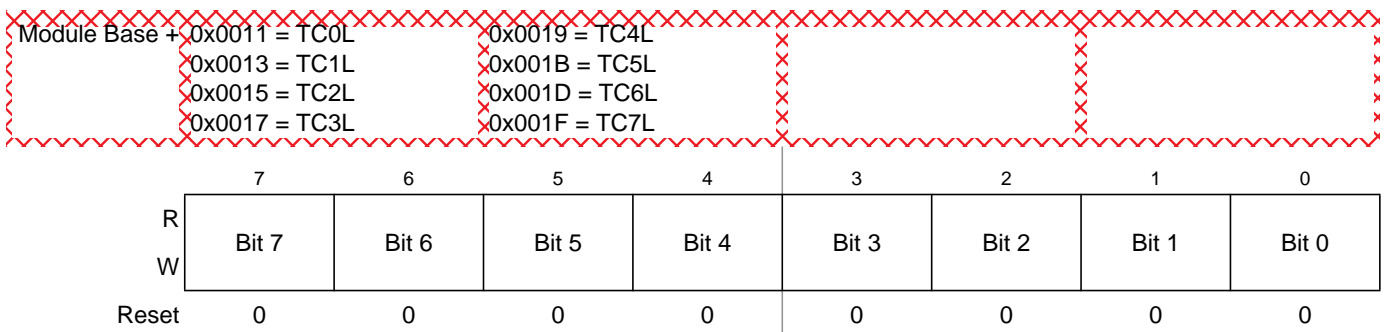 Module Base + 0x0011 = TC0L 0x0019 = TC4L
0x0013 = TC1L 0x001B = TC5L
0x0015 = TC2L 0x001D = TC6L
0x0017 = TC3L 0x001F = TC7L
7 6 5 4 3 2 1 0
R
Bit 7 Bit 6 Bit 5 Bit 4 Bit 3 Bit 2 Bit 1 Bit 0
W
Reset 0 0 0 0 0 0 0 0